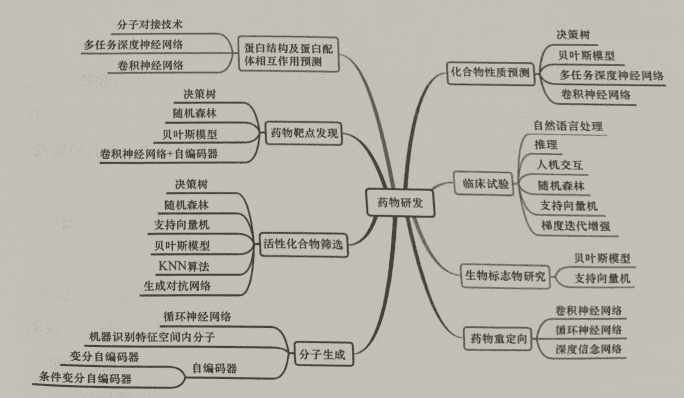 分子对接技术
多任务深度神经网络
卷积神经网络
蛋白结构及蛋白配
体相互作用预测
决策树
随机森林
贝叶斯模型
卷积神经网络+自编码器
药物靶点发现
决策树
随机森林
支持向量机
贝叶斯模型
KNN算法
生成对抗网络
活性化合物筛选
循环神经网络
机器识别特征空间内分子
变分自编码器
条件变分自编码器
自编码器
分子生成
药物研发
化合物性质预测
决策树
贝叶斯模型
多任务深度神经网络
卷积神经网络
临床试验
自然语言处理
推理
人机交互
随机森林
支持向量机
梯度迭代增强
生物标志物研究
贝叶斯模型
支持向量机
药物重定向
卷积神经网络
循环神经网络
深度信念网络